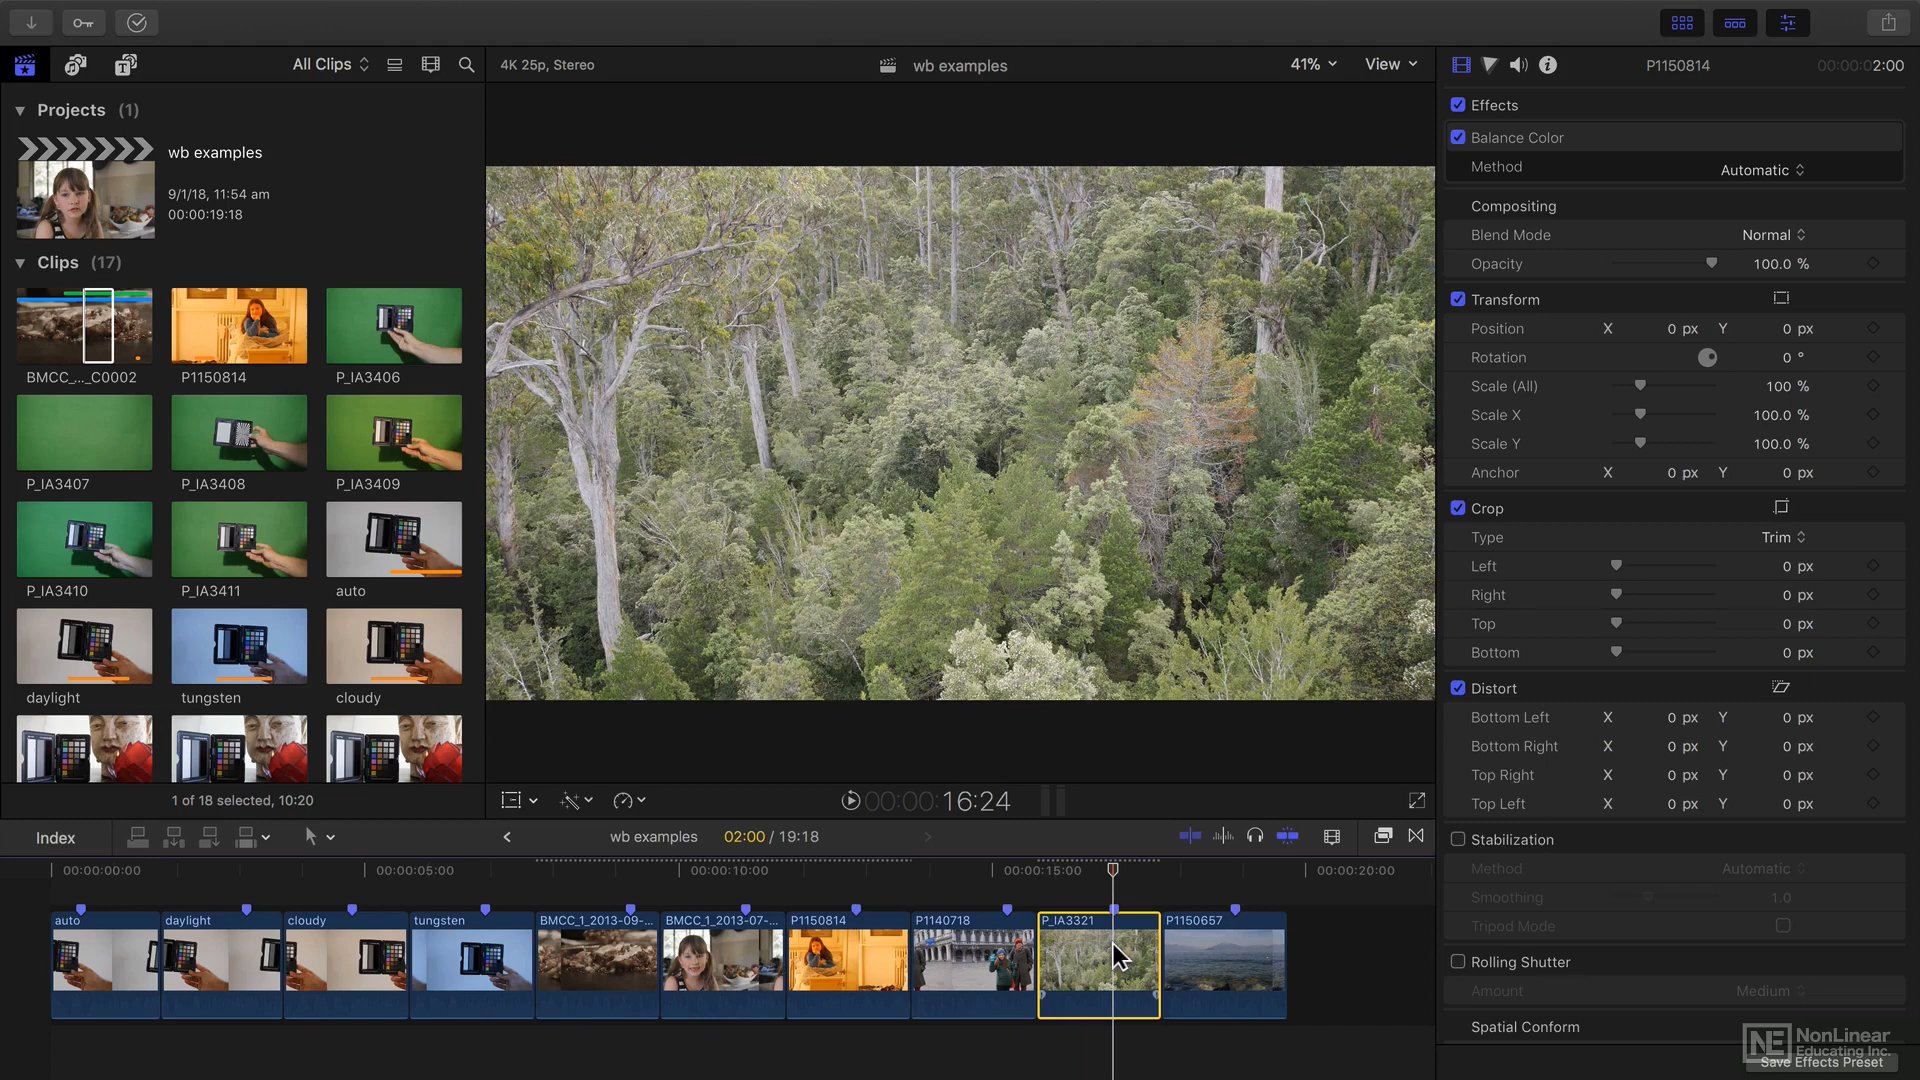 All Clips
4K 25p, Stereo
wb examples
41%
View
P1150814
00:00:02:00
Projects (1)
wb examples
9/1/18, 11:54 am
00:00:19:18
Clips (17)
BMCC_..._C0002
P1150814
P_IA3406
P_IA3407
P_IA3408
P_IA3409
P_IA3410
P_IA3411
auto
daylight
tungsten
cloudy
1 of 18 selected, 10:20
00:00:16:24
Effects
Balance Color
Method
Automatic
Compositing
Blend Mode
Normal
Opacity
100.0 %
Transform
Position X 0 px Y 0 px
Rotation 0 °
Scale (All) 100 %
Scale X 100.0 %
Scale Y 100.0 %
Anchor X 0 px Y 0 px
Crop
Type Trim
Left 0 px
Right 0 px
Top 0 px
Bottom 0 px
Distort
Bottom Left X 0 px Y 0 px
Bottom Right X 0 px Y 0 px
Top Right X 0 px Y 0 px
Top Left X 0 px Y 0 px
Stabilization
Method Automatic
Smoothing 1.0
Tripod Mode
Rolling Shutter
Amount Medium
Spatial Conform
Save Effects Preset
NE NonLinear
Educating Inc.
Index
wb examples
02:00 / 19:18
00:00:00:00
00:00:05:00
00:00:10:00
00:00:15:00
00:00:20:00
auto
daylight
cloudy
tungsten
BMCC_1_2013-09-...
BMCC_1_2013-07-...
P1150814
P1140718
P_IA3321
P1150657